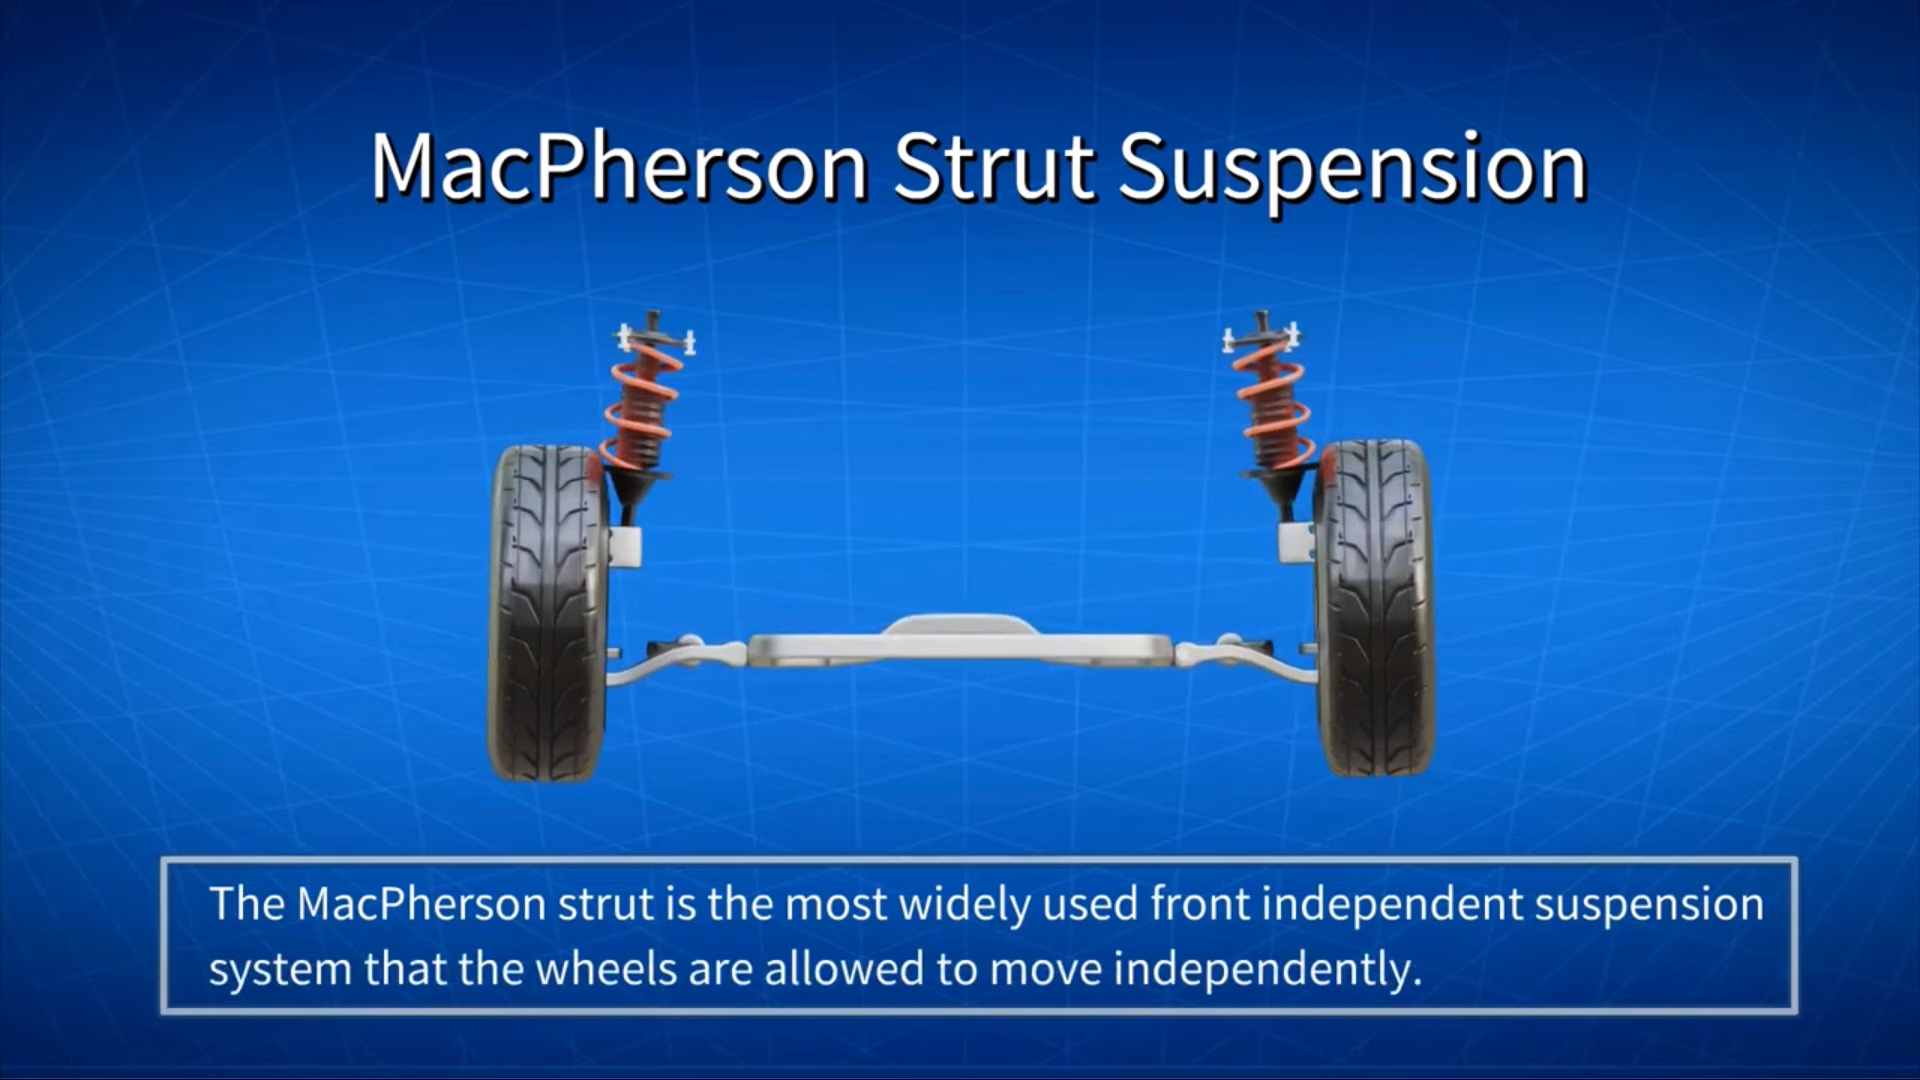 MacPherson Strut Suspension
The MacPherson strut is the most widely used front independent suspension
system that the wheels are allowed to move independently.